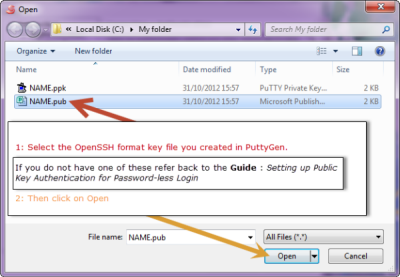 Open
Local Disk (C:) ▸ My folder
Search My folder
Organize
New folder
Name
Date modified
Type
Size
NAME.ppk
31/10/2012 15:57
PuTTY Private Key...
2 KB
NAME.pub
31/10/2012 15:57
Microsoft Publish...
2 KB
1: Select the OpenSSH format key file you created in PuttyGen.
If you do not have one of these refer back to the Guide : Setting up Public
Key Authentication for Password-less Login
2: Then click on Open
File name:
NAME.pub
All Files (*.*)
Open
Cancel